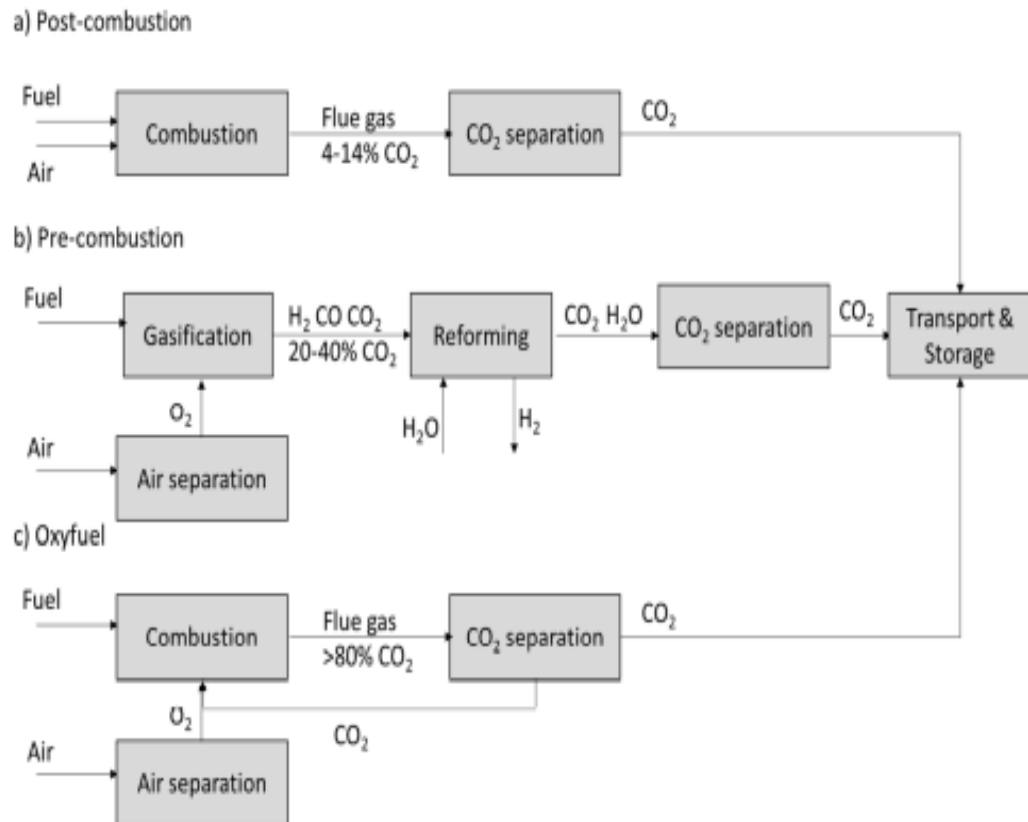 a) Post-combustion
Fuel
Air
Combustion
Flue gas
4-14% CO₂
CO₂ separation
CO₂
b) Pre-combustion
Fuel
Gasification
H₂ CO CO₂
20-40% CO₂
Reforming
CO₂ H₂O
CO₂ separation
CO₂
Transport &
Storage
O₂
H₂O
H₂
Air
Air separation
c) Oxyfuel
Fuel
Combustion
Flue gas
>80% CO₂
CO₂ separation
CO₂
O₂
CO₂
Air
Air separation